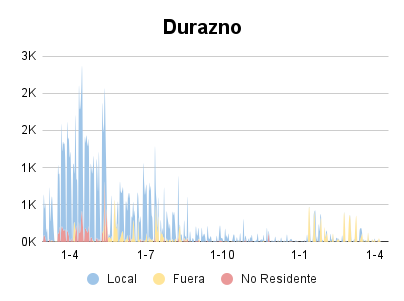 Durazno
3K
2K
2K
1K
1K
0K
1-4 1-7 1-10 1-1 1-4
Local Fuera No Residente